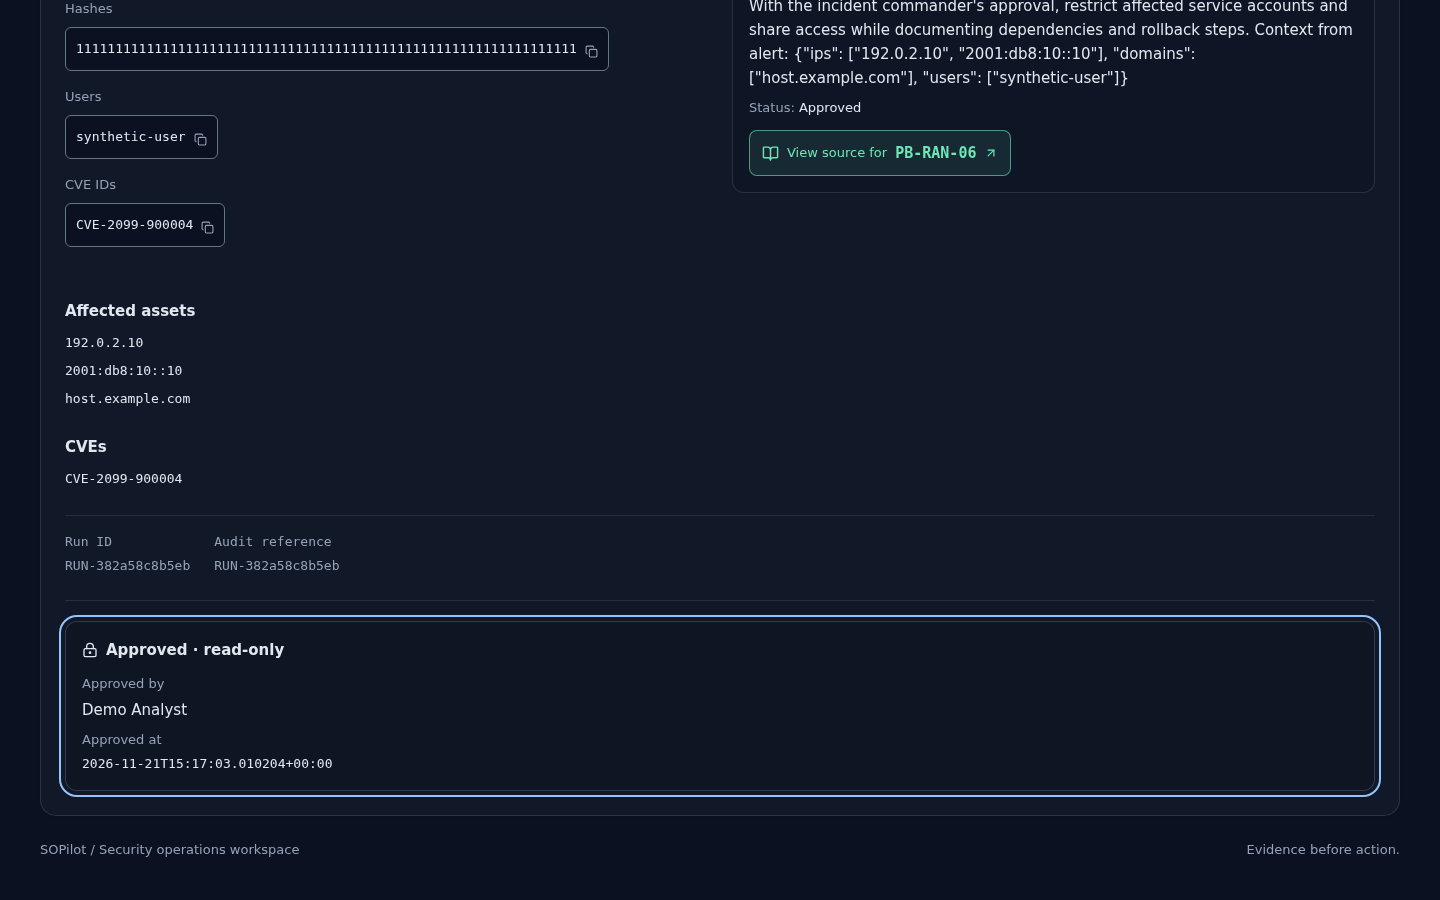 Hashes
1111111111111111111111111111111111111111111111111111111111111111
Users
synthetic-user
CVE IDs
CVE-2099-900004
Affected assets
192.0.2.10
2001:db8:10::10
host.example.com
CVEs
CVE-2099-900004
Run ID
RUN-382a58c8b5eb
Audit reference
RUN-382a58c8b5eb
With the incident commander's approval, restrict affected service accounts and
share access while documenting dependencies and rollback steps. Context from
alert: {"ips": ["192.0.2.10", "2001:db8:10::10"], "domains":
["host.example.com"], "users": ["synthetic-user"]}
Status: Approved
View source for PB-RAN-06
Approved · read-only
Approved by
Demo Analyst
Approved at
2026-11-21T15:17:03.010204+00:00
SOPilot / Security operations workspace
Evidence before action.